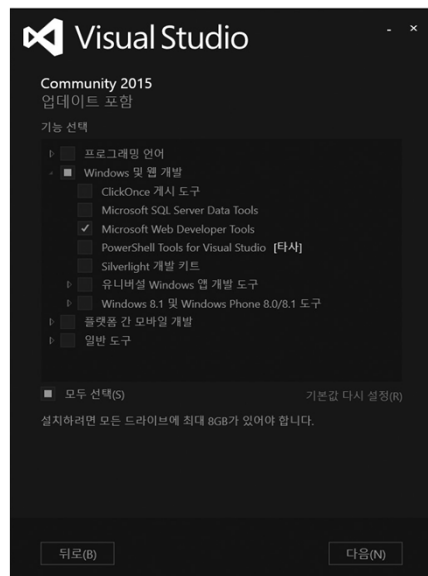 Visual Studio
Community 2015
업데이트 포함
기능 선택
프로그래밍 언어
Windows 및 웹 개발
ClickOnce 게시 도구
Microsoft SQL Server Data Tools
Microsoft Web Developer Tools
PowerShell Tools for Visual Studio [타사]
Silverlight 개발 키트
유니버설 Windows 앱 개발 도구
Windows 8.1 및 Windows Phone 8.0/8.1 도구
플랫폼 간 모바일 개발
일반 도구
모두 선택(S) 기본값 다시 설정(R)
설치하려면 모든 드라이브에 최대 8GB가 있어야 합니다.
뒤로(B) 다음(N)